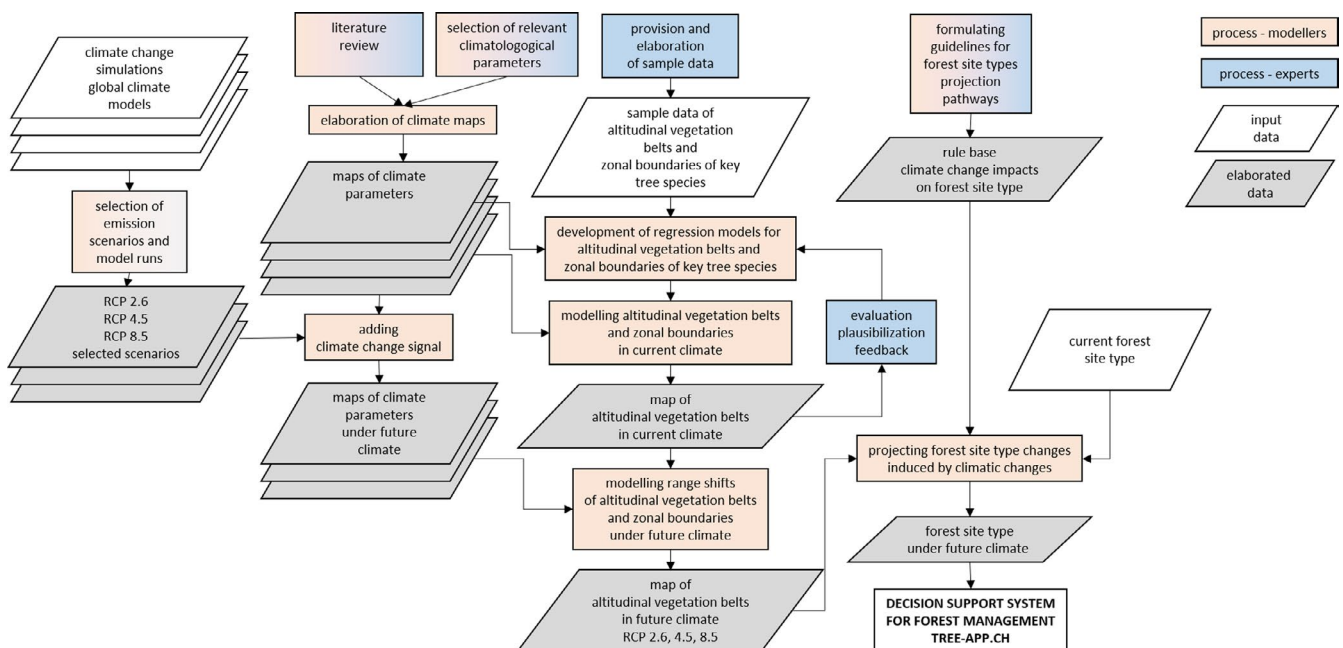 literature
review
selection of relevant
climatologogical
parameters
provision and
elaboration
of sample data
formulating
guidelines for
forest site types
projection
pathways
process - modellers
process - experts
input
data
elaborated
data
climate change
simulations
global climate
models
elaboration of climate maps
sample data of
altitudinal vegetation
belts and
zonal boundaries of key
tree species
rule base
climate change impacts
on forest site type
maps of climate
parameters
selection of
emission
scenarios and
model runs
development of regression models for
altitudinal vegetation belts and
zonal boundaries of key tree species
RCP 2.6
RCP 4.5
RCP 8.5
selected scenarios
adding
climate change signal
modelling altitudinal vegetation belts
and zonal boundaries
in current climate
evaluation
plausibilization
feedback
current forest
site type
maps of climate
parameters
under future
climate
map of
altitudinal vegetation belts
in current climate
projecting forest site type changes
induced by climatic changes
modelling range shifts
of altitudinal vegetation belts
and zonal boundaries
under future climate
forest site type
under future climate
map of
altitudinal vegetation belts
in future climate
RCP 2.6, 4.5, 8.5
DECISION SUPPORT SYSTEM
FOR FOREST MANAGEMENT
TREE-APP.CH